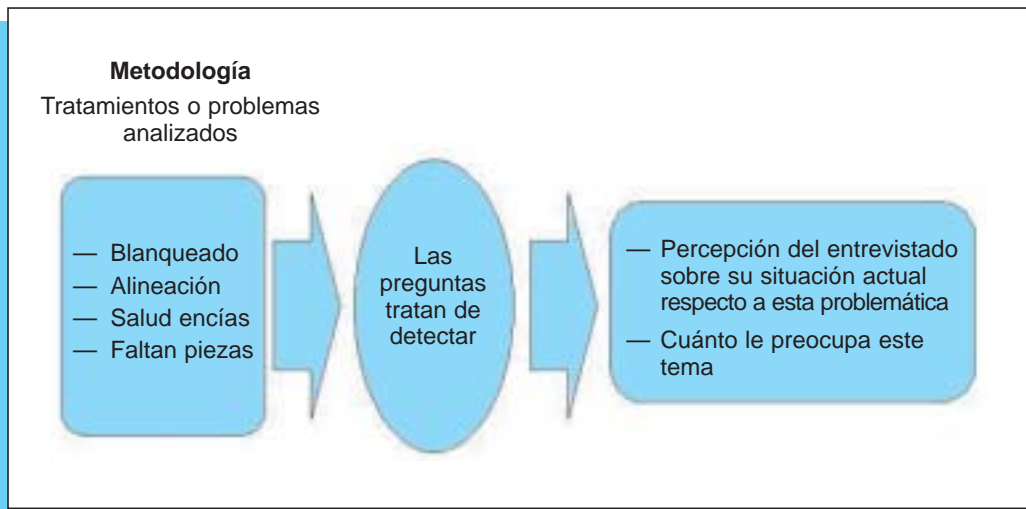 Metodología
Tratamientos o problemas
analizados
— Blanqueado
— Alineación
— Salud encías
— Faltan piezas
Las
preguntas
tratan de
detectar
— Percepción del entrevistado
sobre su situación actual
respecto a esta problemática
— Cuánto le preocupa este
tema